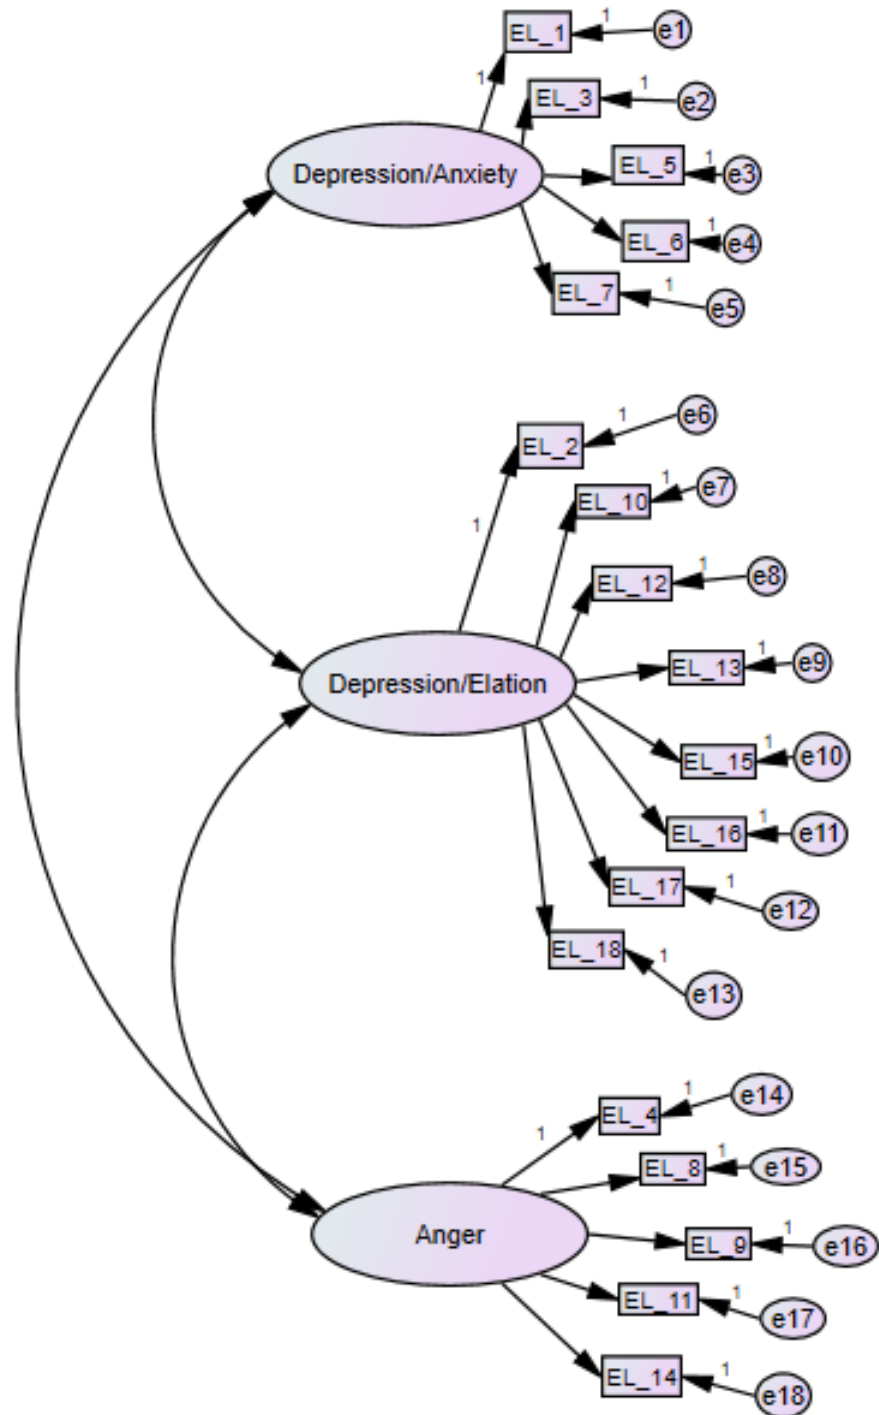 EL_1
1
e1
1
EL_3
1
e2
Depression/Anxiety
EL_5
1
e3
EL_6
1
e4
EL_7
1
e5
EL_2
1
e6
1
EL_10
1
e7
EL_12
1
e8
Depression/Elation
EL_13
1
e9
EL_15
1
e10
EL_16
1
e11
EL_17
1
e12
EL_18
1
e13
EL_4
1
e14
1
EL_8
1
e15
Anger
EL_9
1
e16
EL_11
1
e17
EL_14
1
e18